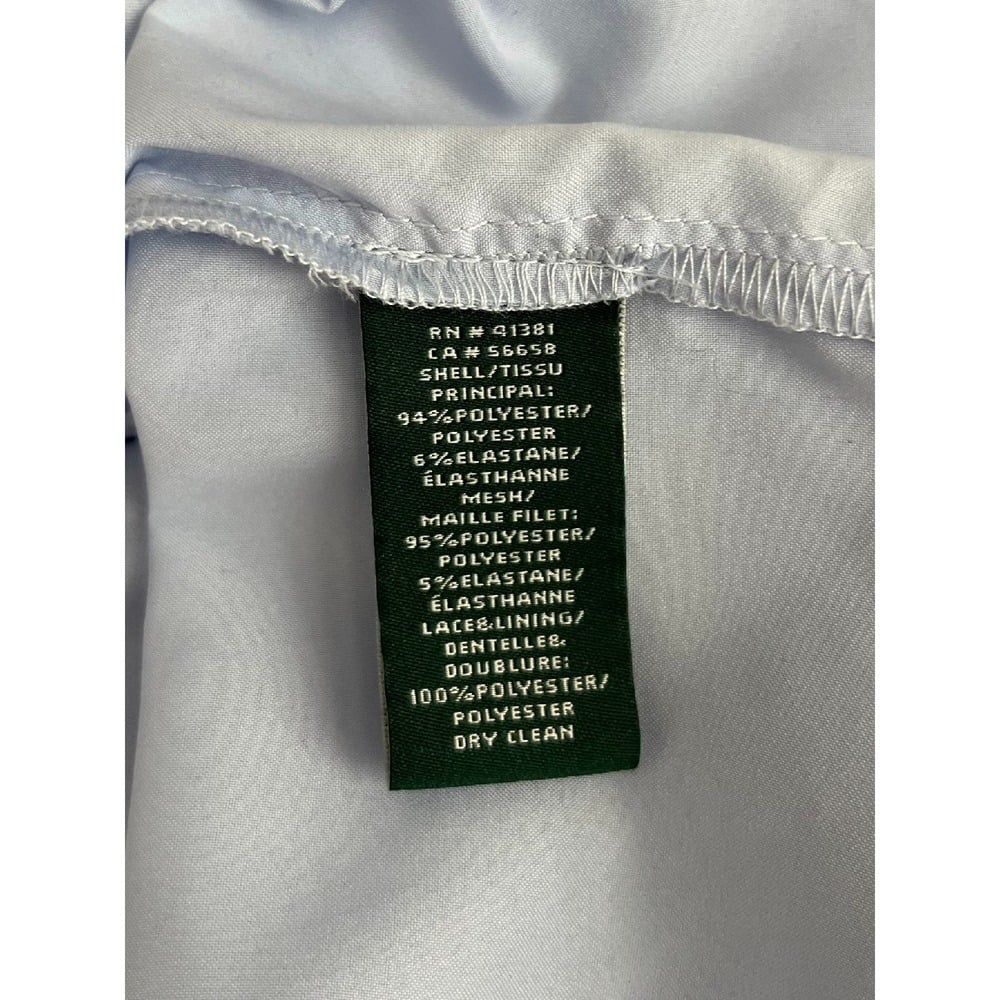 RN # 41381
CA # 56658
SHELL/TISSU
PRINCIPAL:
94%POLYESTER/
POLYESTER
6%ELASTANE/
ÉLASTHANNE
MESH/
MAILLE FILET:
95%POLYESTER/
POLYESTER
5%ELASTANE/
ÉLASTHANNE
LACE&LINING/
DENTELLE&
DOUBLURE:
100%POLYESTER/
POLYESTER
DRY CLEAN